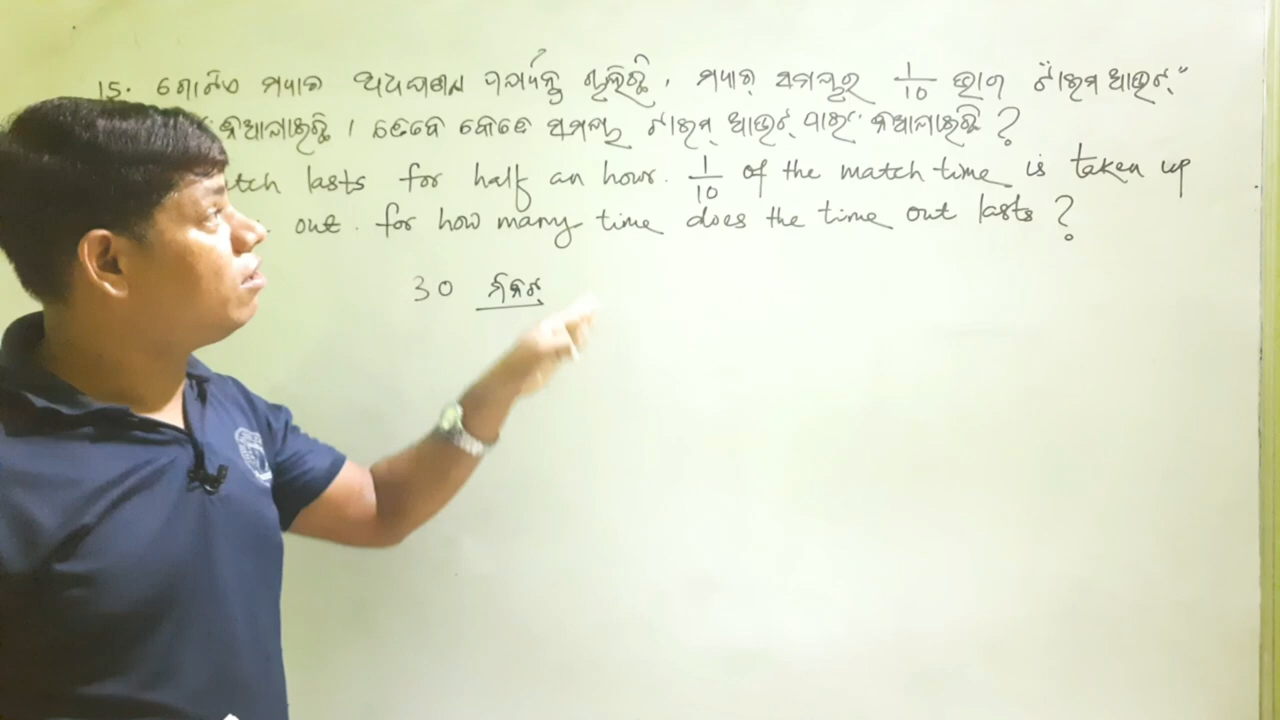 15. ଗୋଟିଏ ମ୍ୟାଚ ଅଧଘଣ୍ଟା ପର୍ଯ୍ୟନ୍ତ ଚାଲିଛି । ମ୍ୟାଚ୍ ସମୟର 1/10 ଭାଗ "ଟାଇମ ଆଉଟ୍"
ନିଆଯାଇଛି । ତେବେ କେତେ ସମୟ ଟାଇମ୍ ଆଉଟ୍ ପାଇଁ ନିଆଯାଇଛି ?
tch lasts for half an hour. 1/10 of the match time is taken up
out. for how many time does the time out lasts ?
30 ମିନିଟ୍